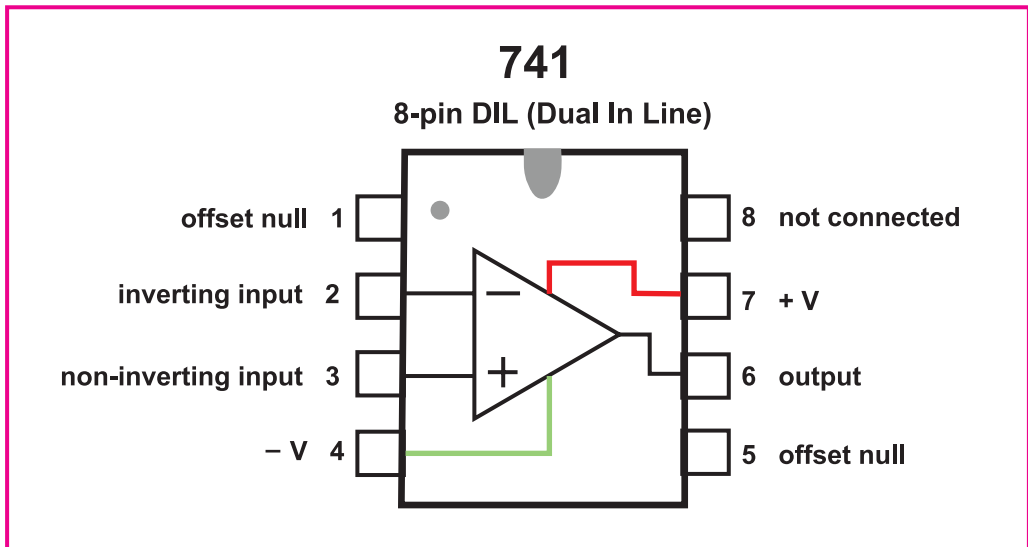 741
8-pin DIL (Dual In Line)
offset null 1
8 not connected
inverting input 2
−
7 + V
non-inverting input 3
+
6 output
− V 4
5 offset null